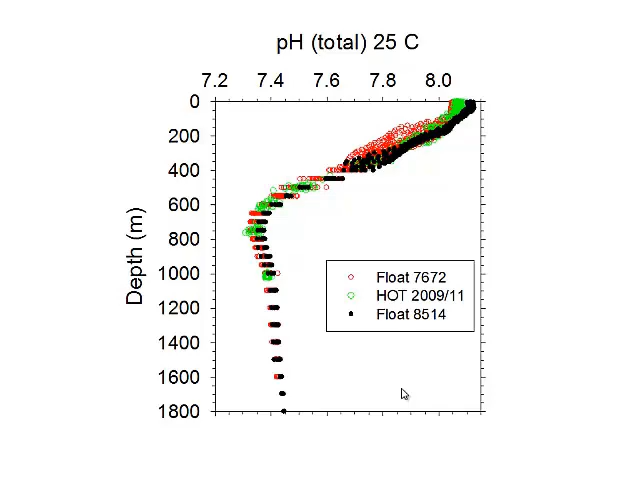 pH (total) 25 C
7.2 7.4 7.6 7.8 8.0
0
200
400
600
800
1000
1200
1400
1600
1800
Depth (m)
Float 7672
HOT 2009/11
Float 8514